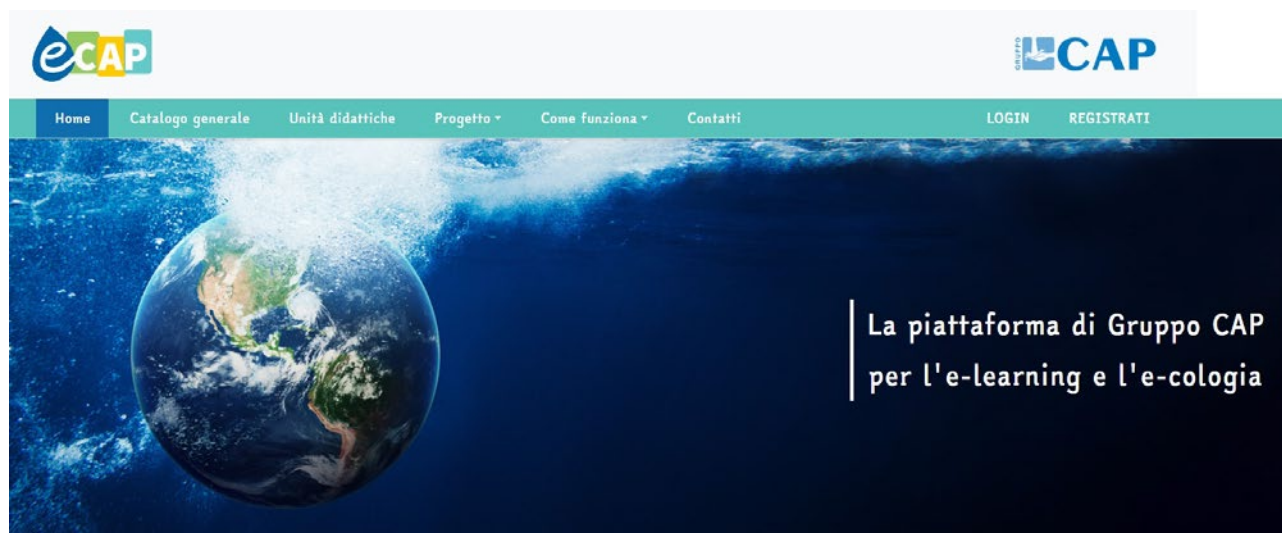 eCAP
GRUPPO CAP
Home Catalogo generale Unità didattiche Progetto Come funziona Contatti LOGIN REGISTRATI
La piattaforma di Gruppo CAP
per l'e-learning e l'e-cologia